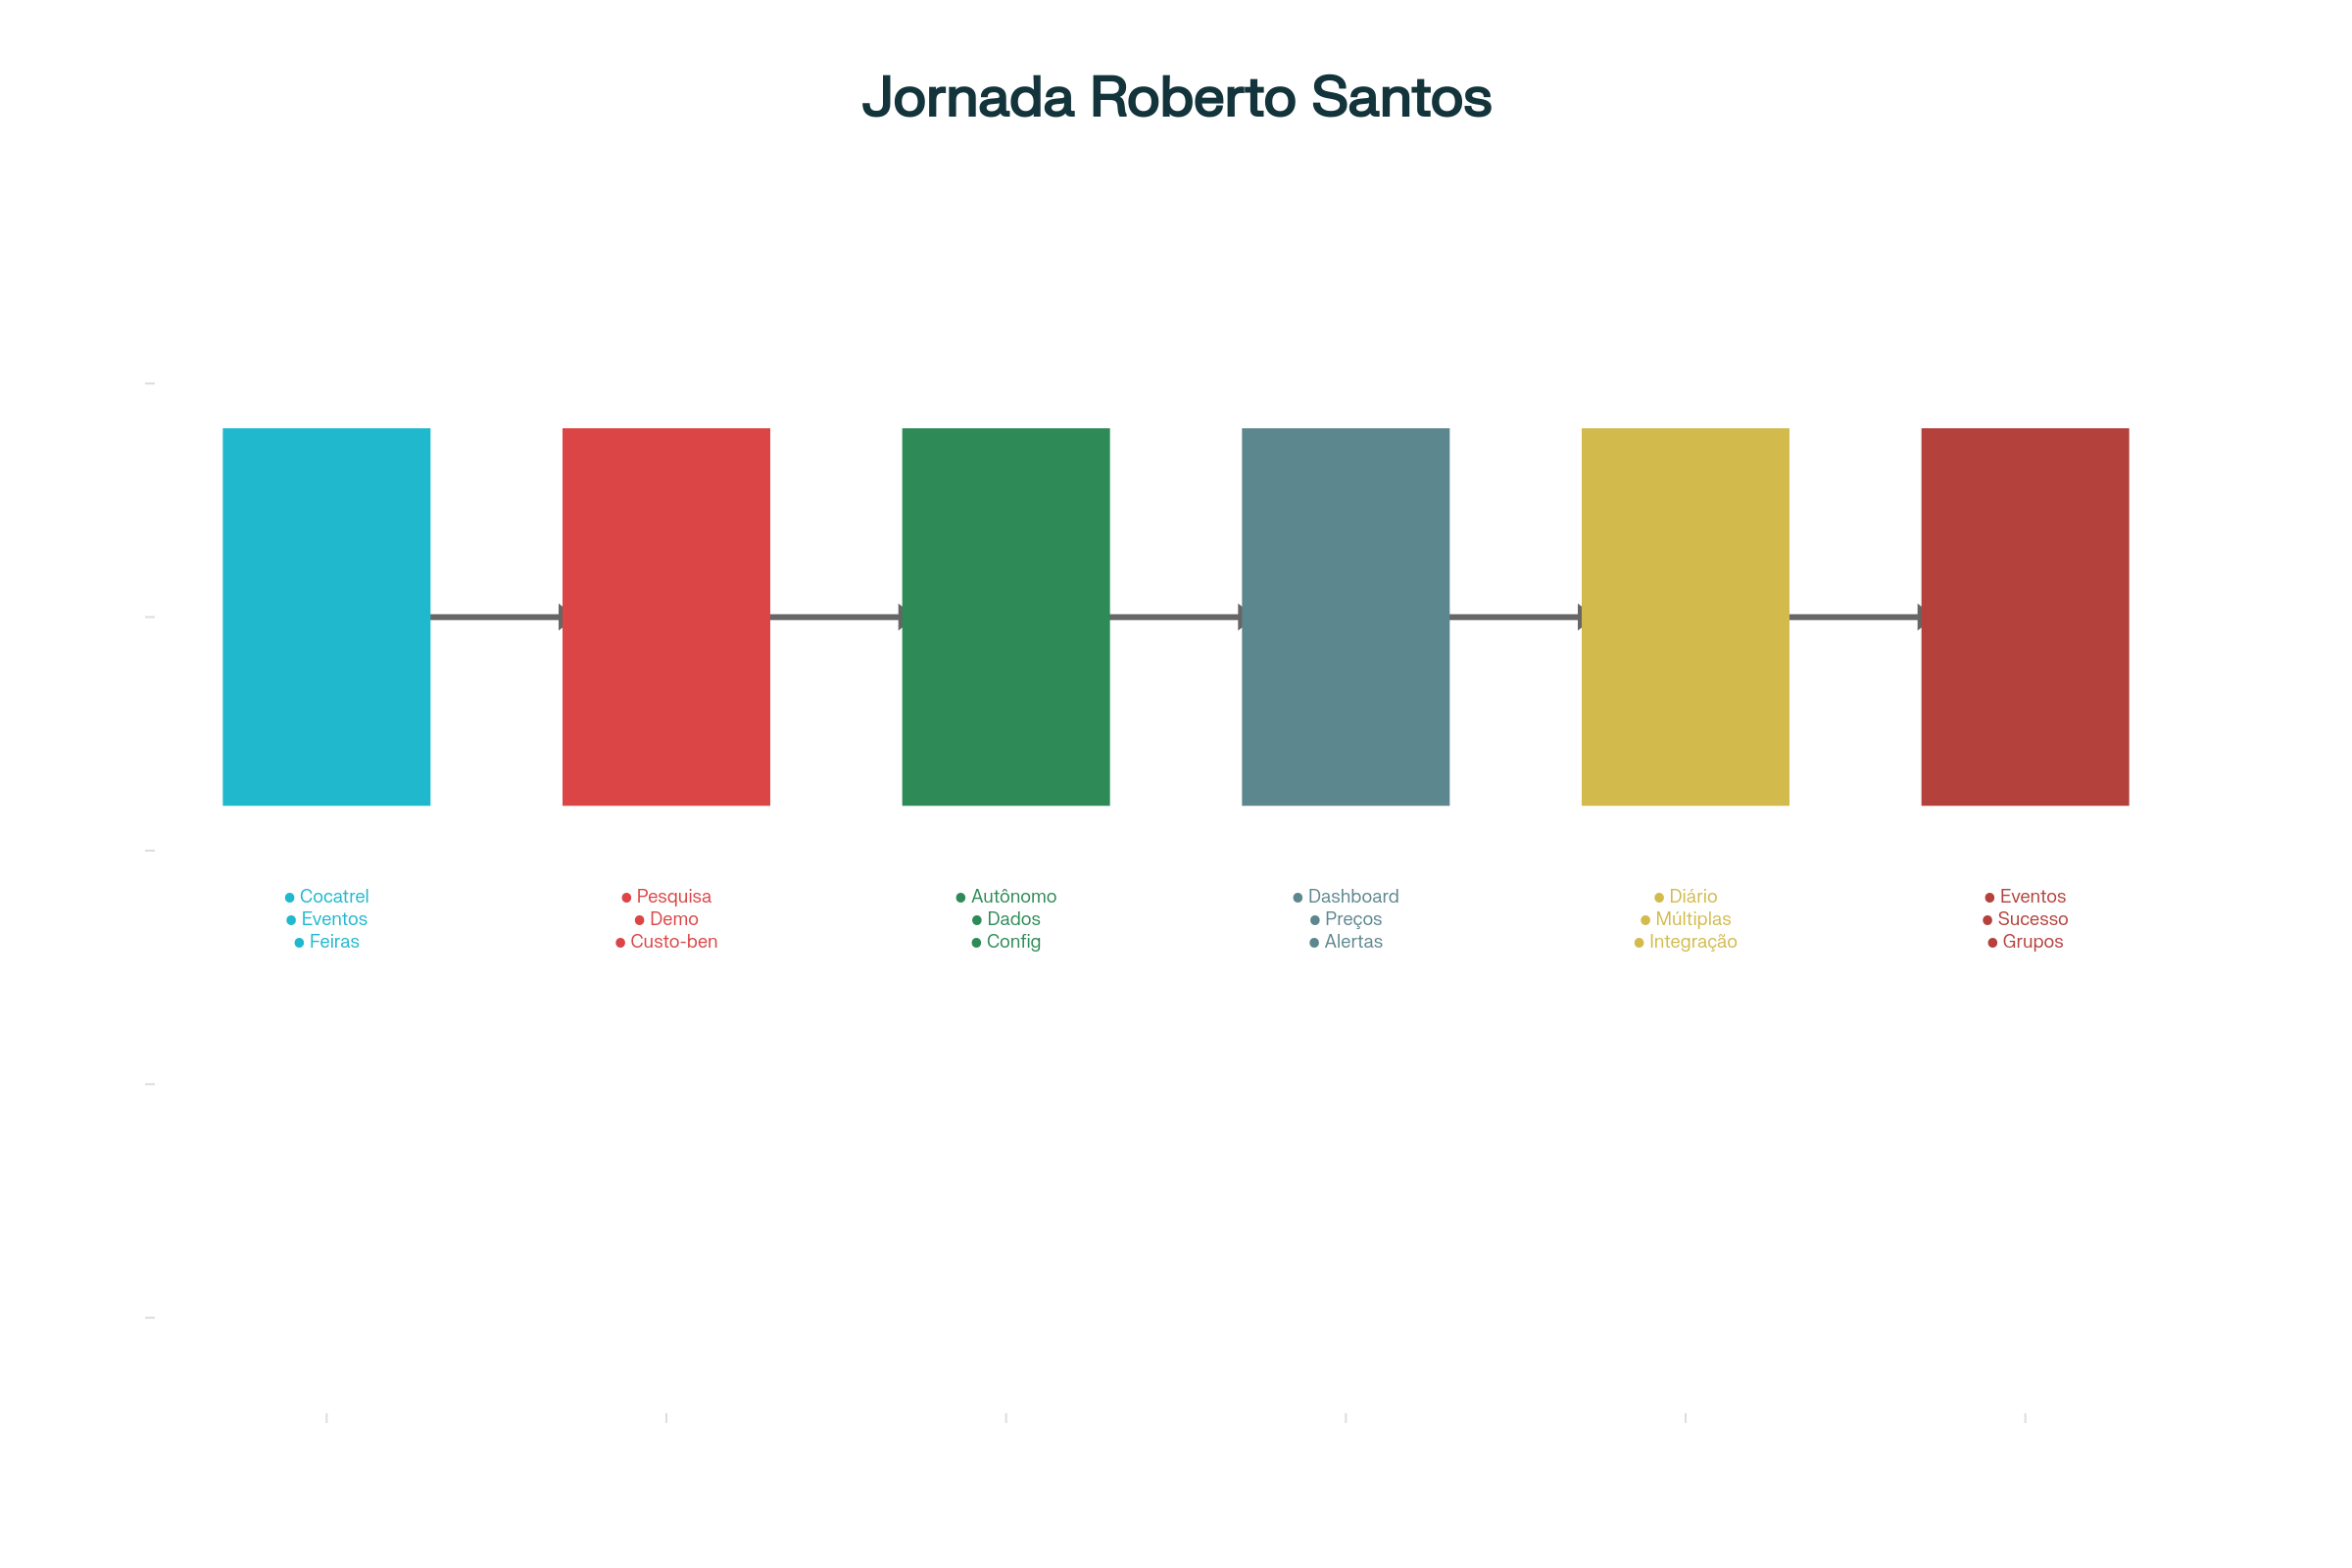 Jornada Roberto Santos
● Cocatrel
● Eventos
● Feiras
● Pesquisa
● Demo
● Custo-ben
● Autônomo
● Dados
● Config
● Dashboard
● Preços
● Alertas
● Diário
● Múltiplas
● Integração
● Eventos
● Sucesso
● Grupos